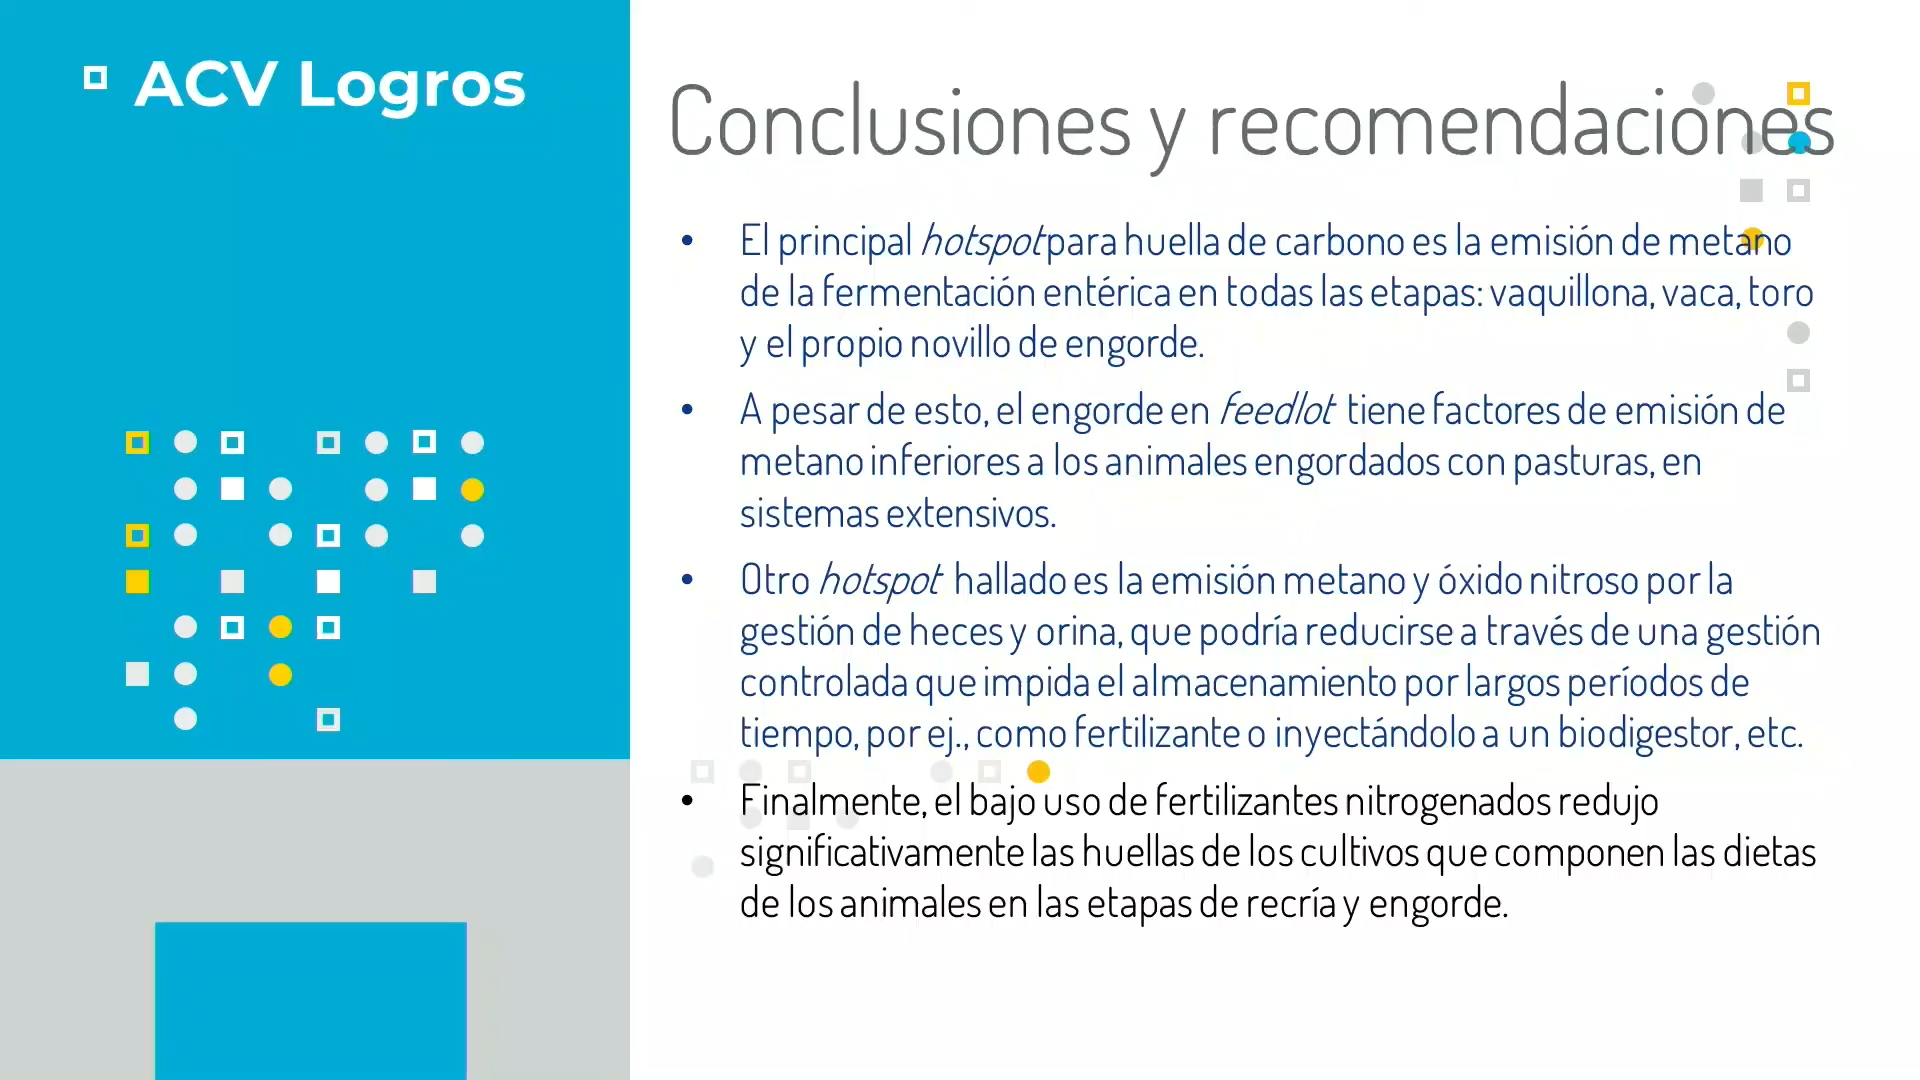 ACV Logros
Conclusiones y recomendaciones
• El principal hotspot para huella de carbono es la emisión de metano
de la fermentación entérica en todas las etapas: vaquillona, vaca, toro
y el propio novillo de engorde.
• A pesar de esto, el engorde en feedlot tiene factores de emisión de
metano inferiores a los animales engordados con pasturas, en
sistemas extensivos.
• Otro hotspot hallado es la emisión metano y óxido nitroso por la
gestión de heces y orina, que podría reducirse a través de una gestión
controlada que impida el almacenamiento por largos períodos de
tiempo, por ej., como fertilizante o inyectándolo a un biodigestor, etc.
• Finalmente, el bajo uso de fertilizantes nitrogenados redujo
significativamente las huellas de los cultivos que componen las dietas
de los animales en las etapas de recría y engorde.